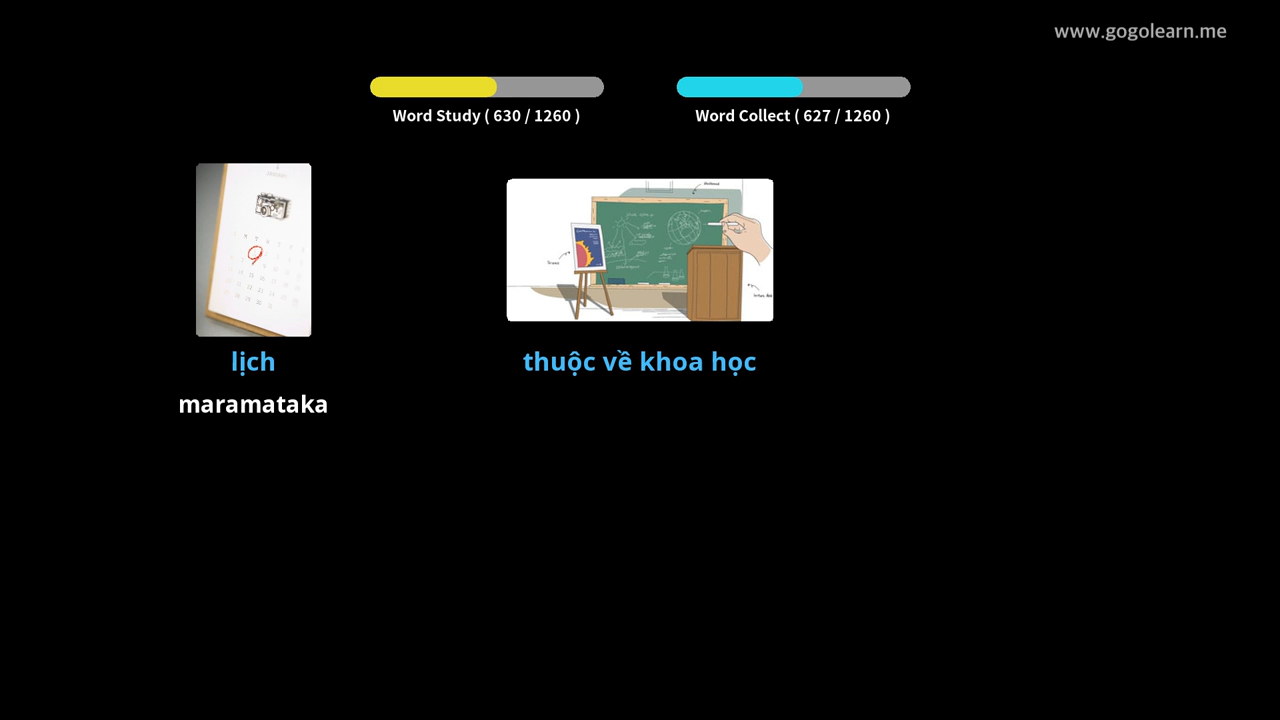 www.gogolearn.me
Word Study ( 630 / 1260 )
Word Collect ( 627 / 1260 )
lịch
thuộc về khoa học
maramataka